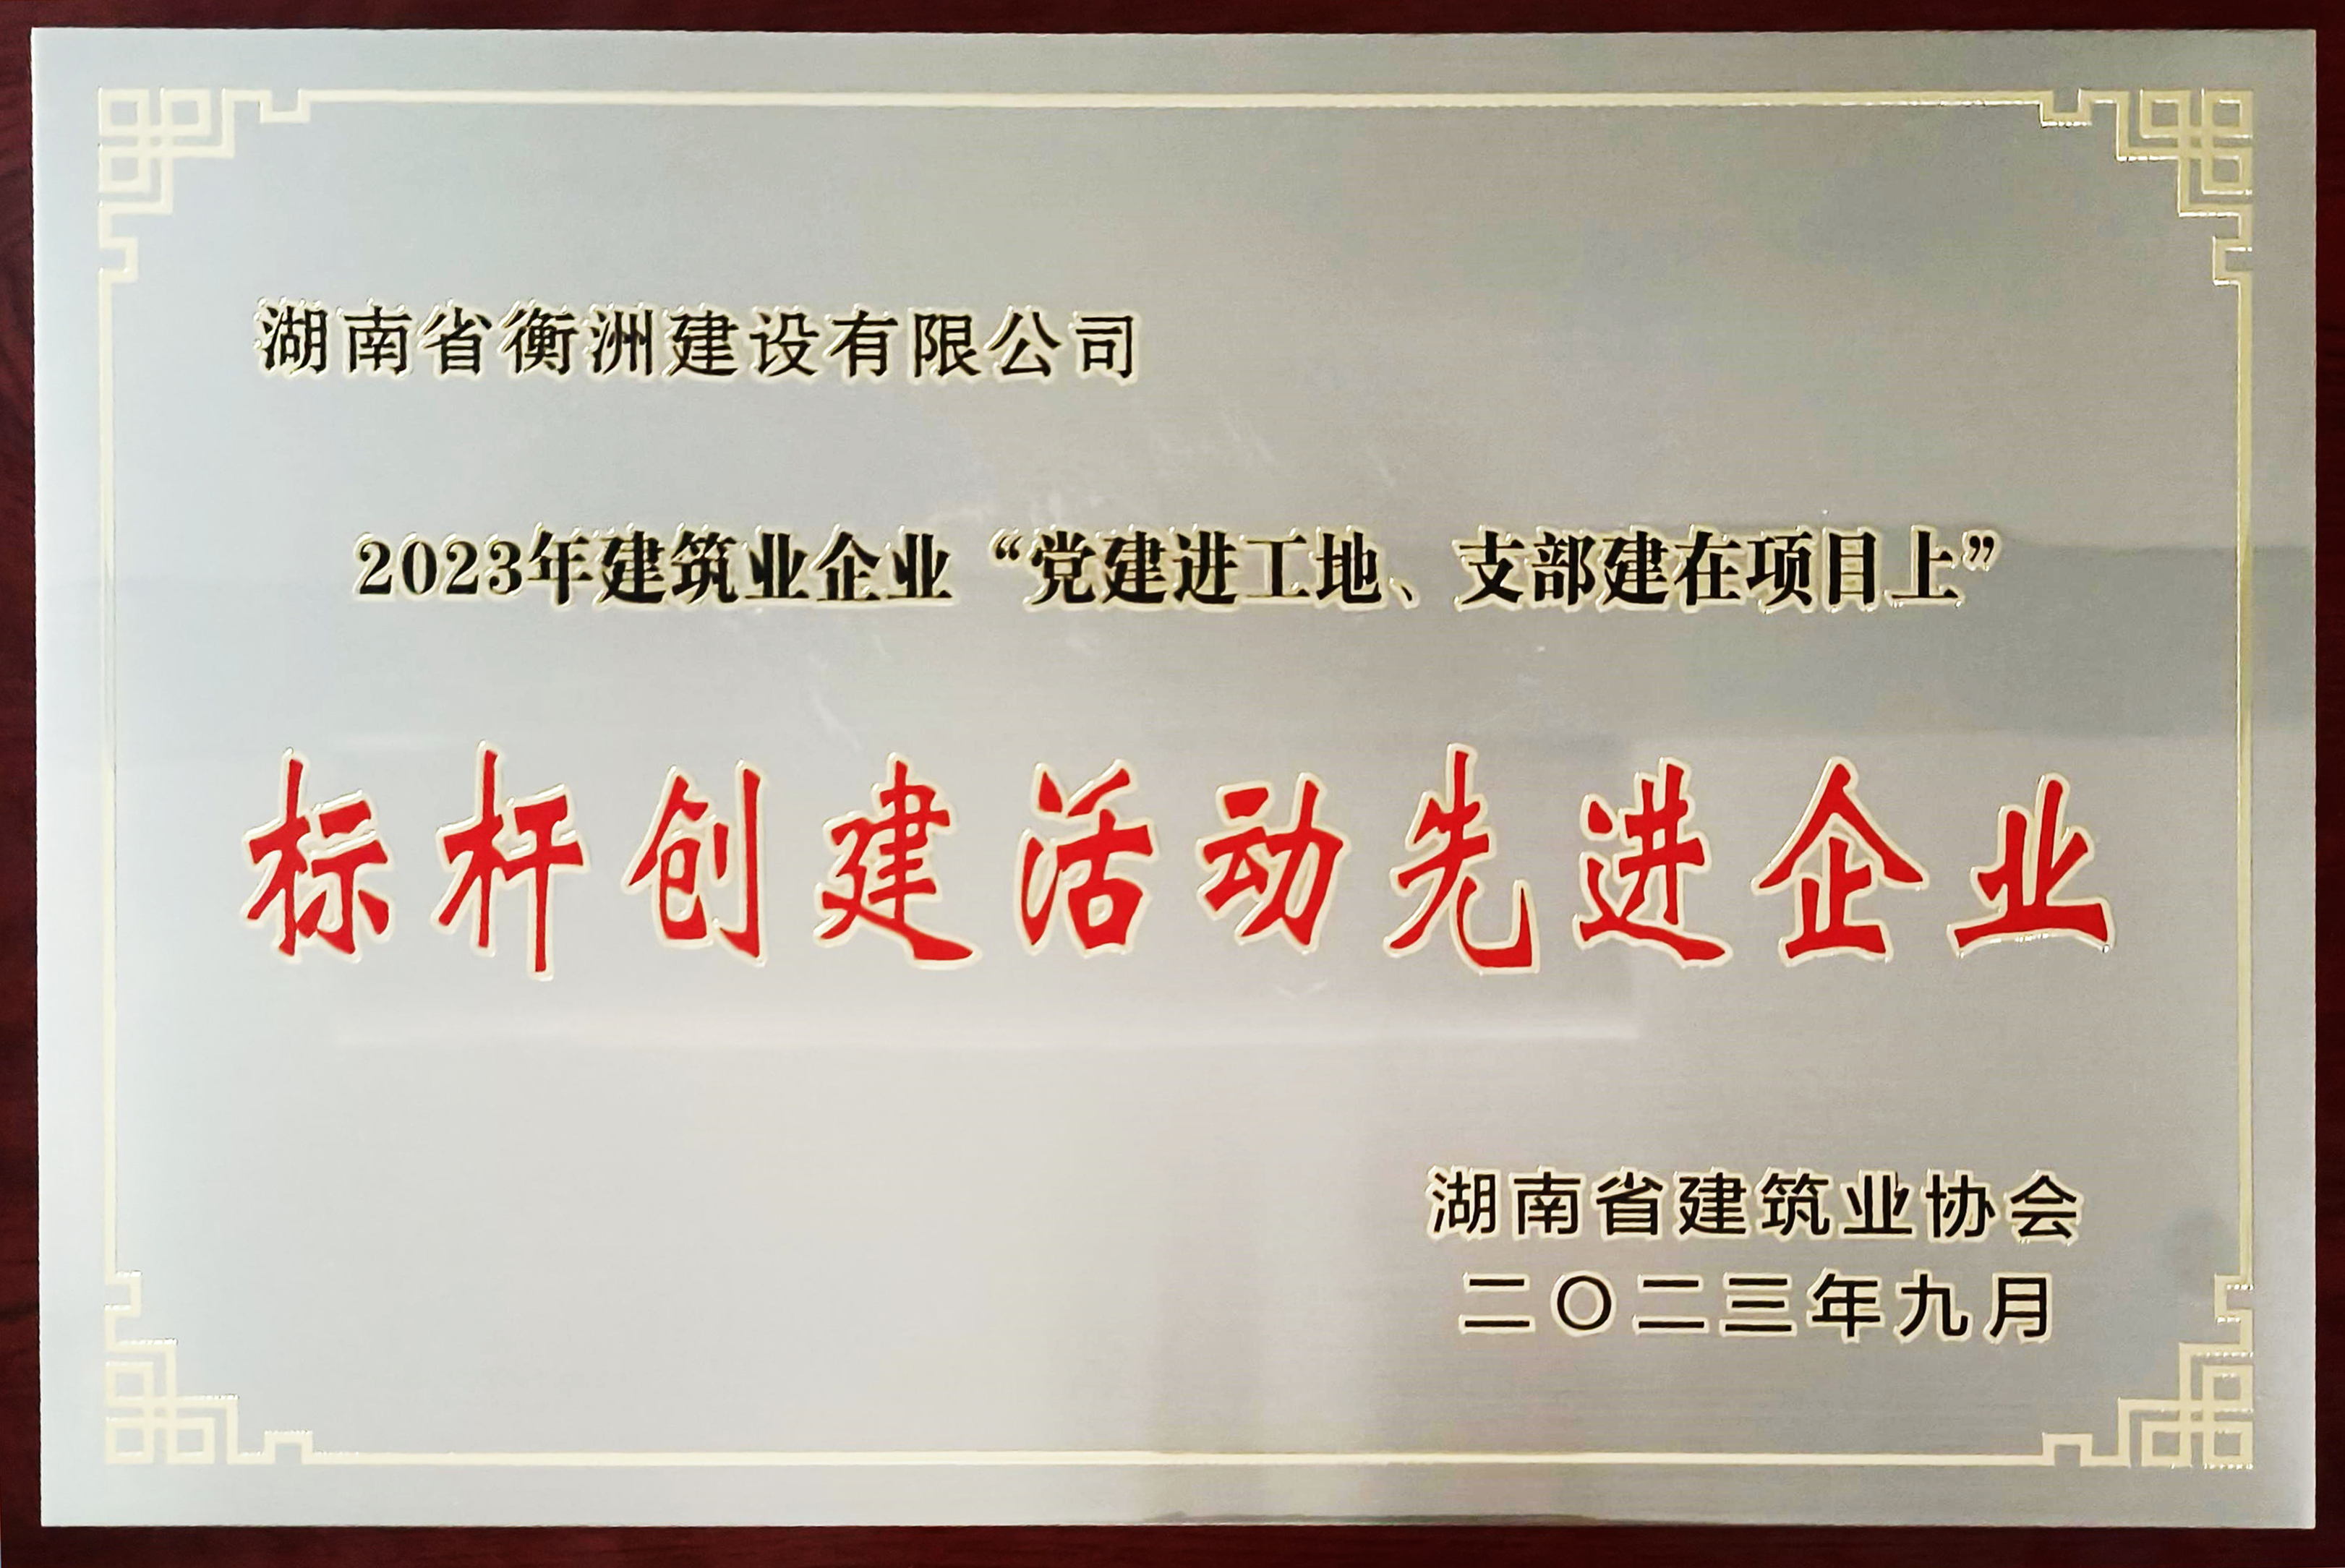 湖南省衡洲建设有限公司
2023年建筑业企业“党建进工地、支部建在项目上”
标杆创建活动先进企业
湖南省建筑业协会
二〇二三年九月